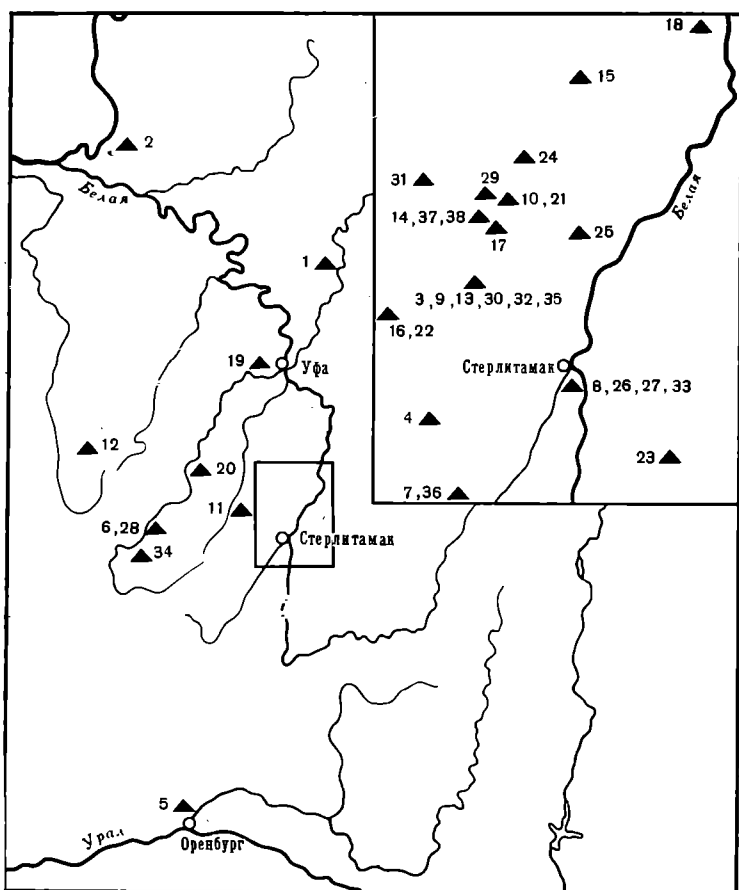 18
15
2
24
31
29
10, 21
Белая
14, 37, 38
17
25
Белая
1
3, 9, 13, 30, 32, 35
16, 22
19
Уфа
Стерлитамак
8, 26, 27, 33
4
12
23
20
7, 36
11
6, 28
Стерлитамак
34
5
Урал
Оренбург